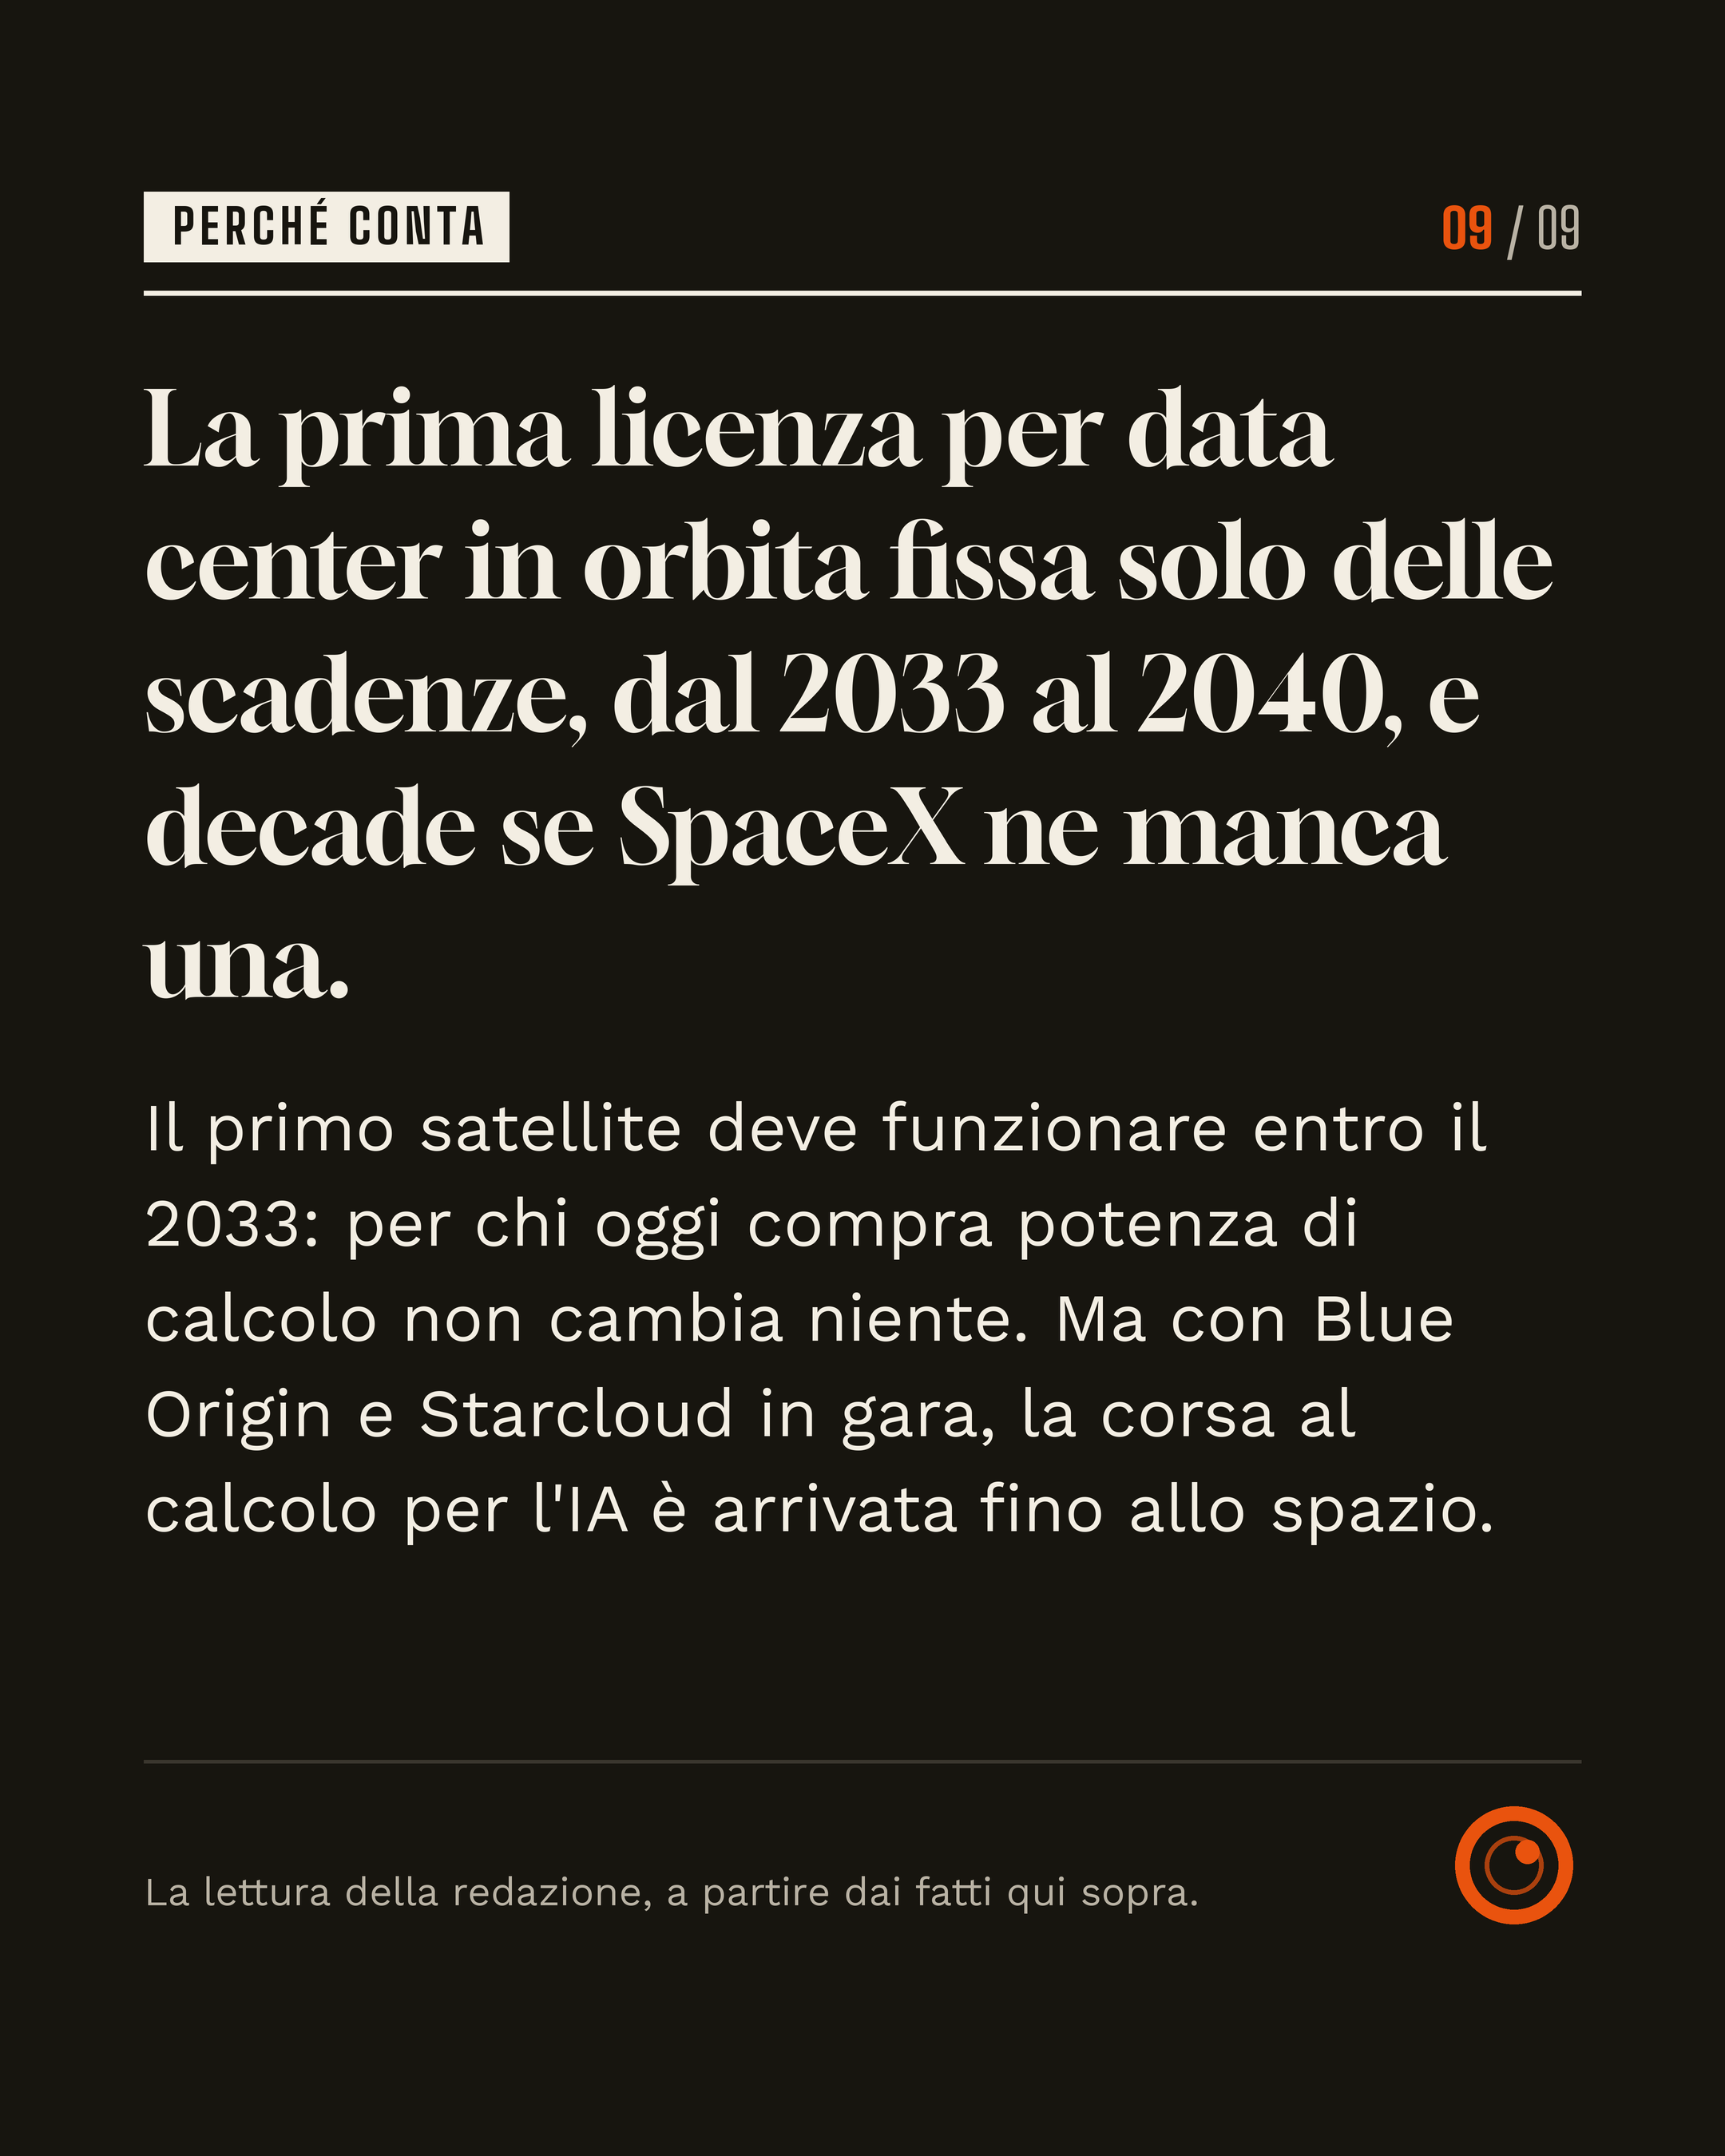 PERCHÉ CONTA
09 / 09
La prima licenza per data
center in orbita fissa solo delle
scadenze, dal 2033 al 2040, e
decade se SpaceX ne manca
una.
Il primo satellite deve funzionare entro il
2033: per chi oggi compra potenza di
calcolo non cambia niente. Ma con Blue
Origin e Starcloud in gara, la corsa al
calcolo per l'IA è arrivata fino allo spazio.
La lettura della redazione, a partire dai fatti qui sopra.